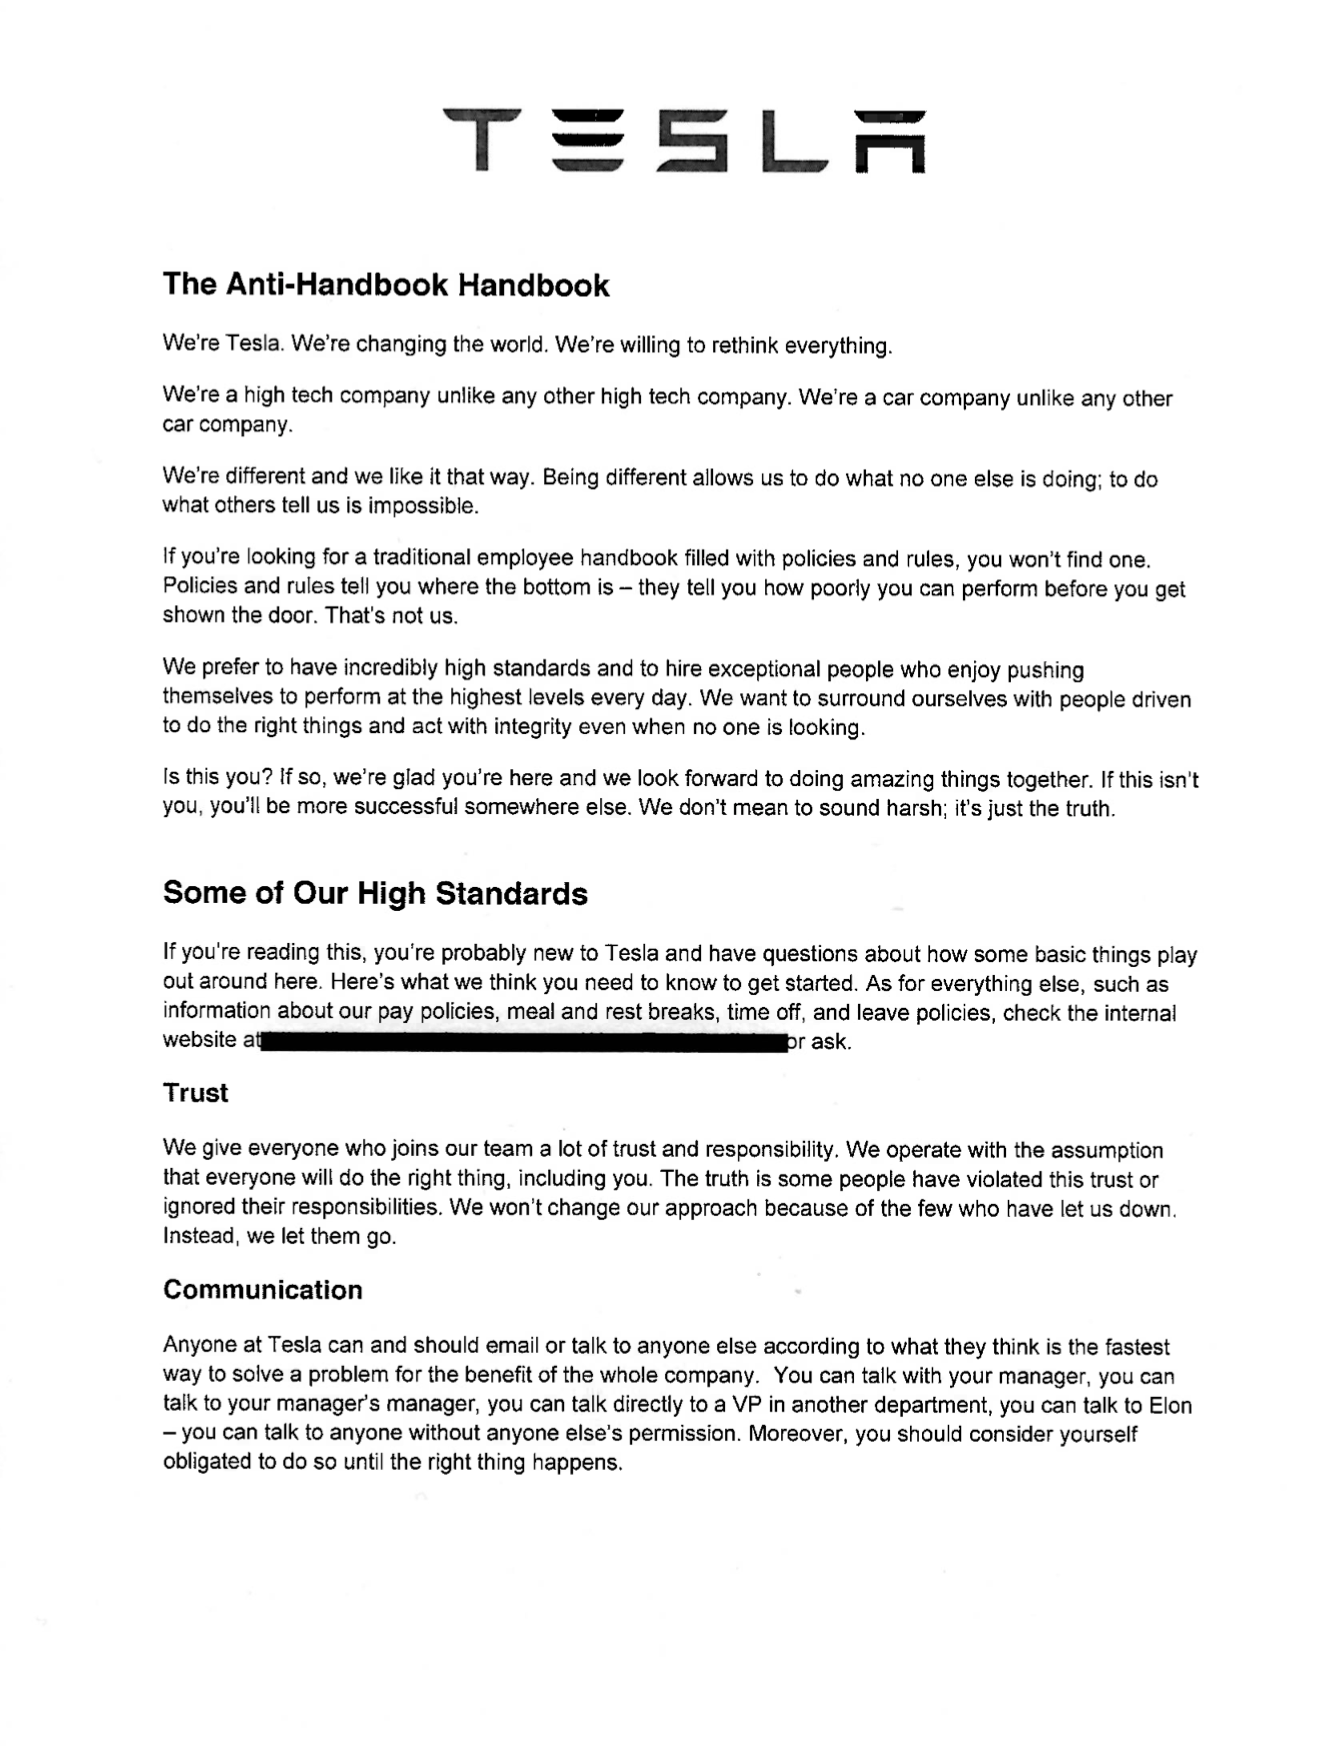 TESLA
The Anti-Handbook Handbook
We're Tesla. We're changing the world. We're willing to rethink everything.
We're a high tech company unlike any other high tech company. We're a car company unlike any other
car company.
We're different and we like it that way. Being different allows us to do what no one else is doing; to do
what others tell us is impossible.
If you're looking for a traditional employee handbook filled with policies and rules, you won't find one.
Policies and rules tell you where the bottom is – they tell you how poorly you can perform before you get
shown the door. That's not us.
We prefer to have incredibly high standards and to hire exceptional people who enjoy pushing
themselves to perform at the highest levels every day. We want to surround ourselves with people driven
to do the right things and act with integrity even when no one is looking.
Is this you? If so, we're glad you're here and we look forward to doing amazing things together. If this isn't
you, you'll be more successful somewhere else. We don't mean to sound harsh; it's just the truth.
Some of Our High Standards
If you're reading this, you're probably new to Tesla and have questions about how some basic things play
out around here. Here's what we think you need to know to get started. As for everything else, such as
information about our pay policies, meal and rest breaks, time off, and leave policies, check the internal
website at or ask.
Trust
We give everyone who joins our team a lot of trust and responsibility. We operate with the assumption
that everyone will do the right thing, including you. The truth is some people have violated this trust or
ignored their responsibilities. We won't change our approach because of the few who have let us down.
Instead, we let them go.
Communication
Anyone at Tesla can and should email or talk to anyone else according to what they think is the fastest
way to solve a problem for the benefit of the whole company.  You can talk with your manager, you can
talk to your manager's manager, you can talk directly to a VP in another department, you can talk to Elon
– you can talk to anyone without anyone else's permission. Moreover, you should consider yourself
obligated to do so until the right thing happens.